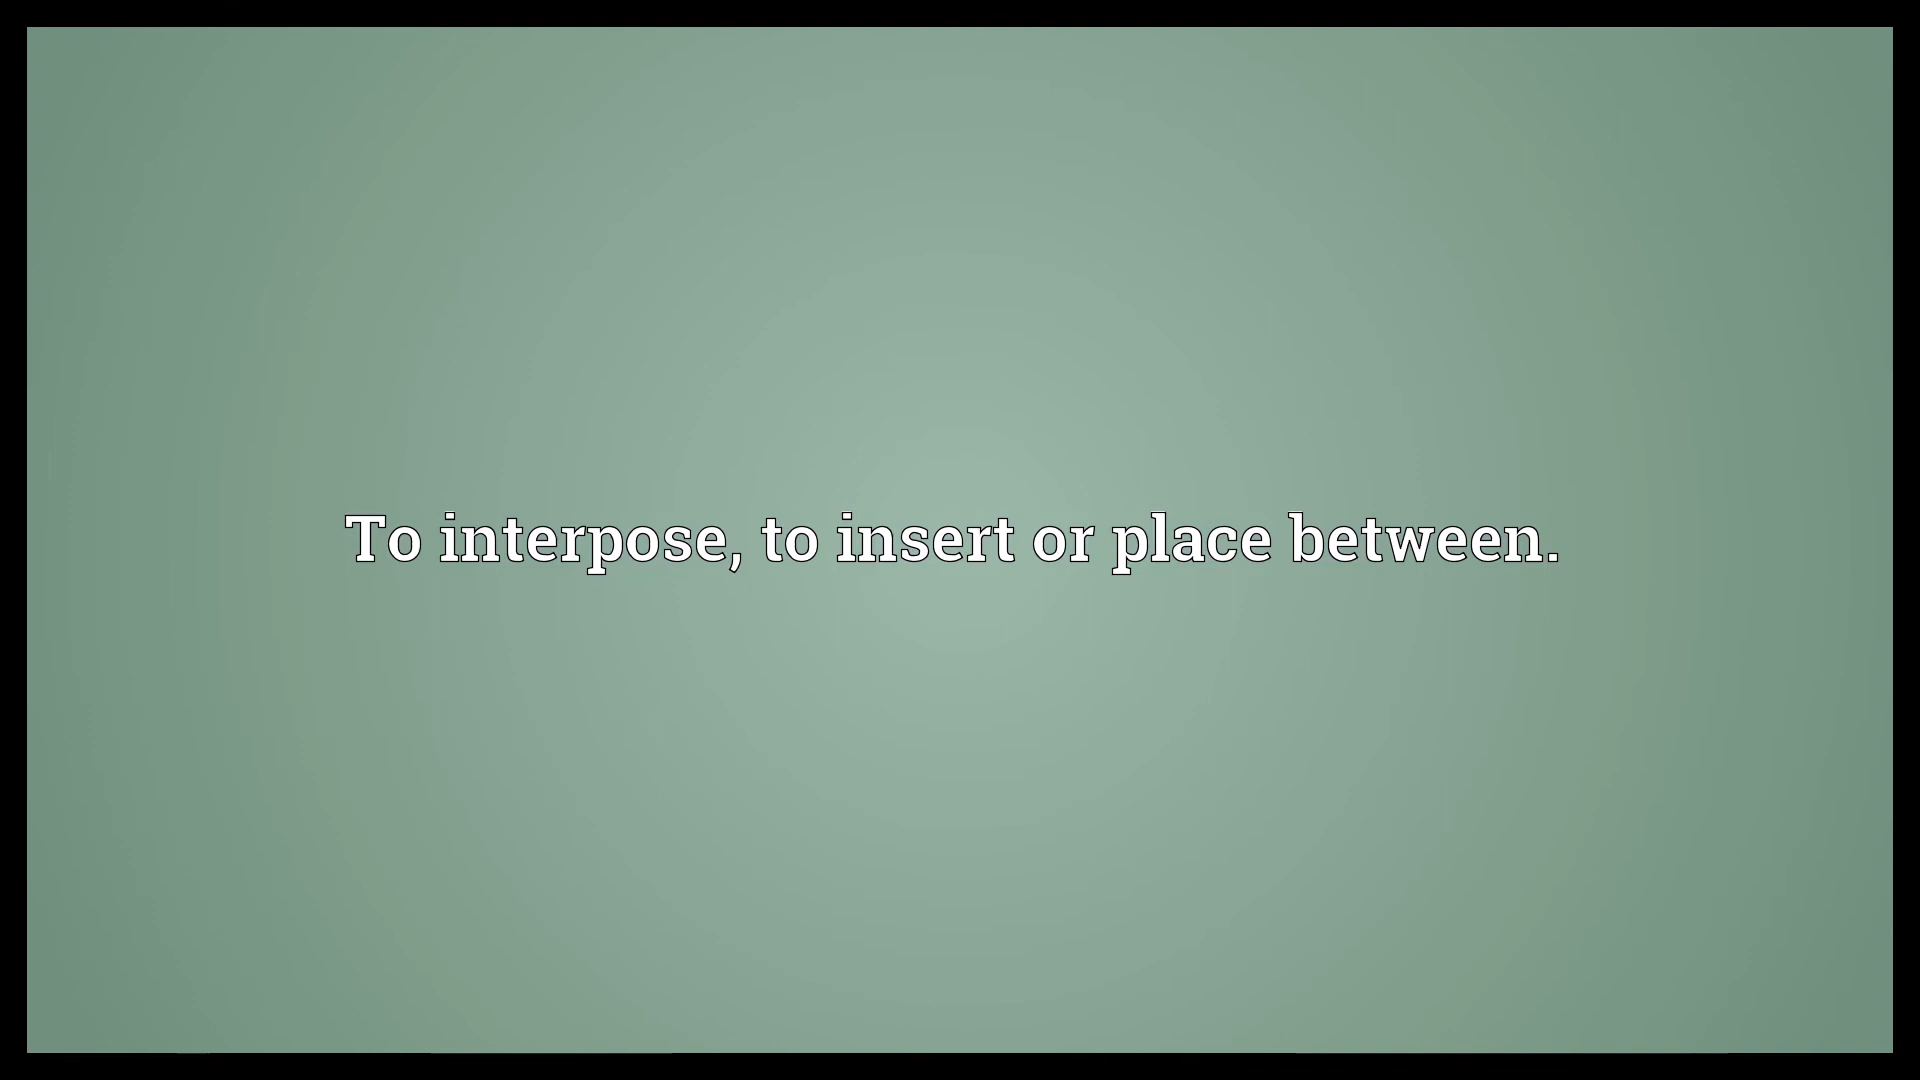 To interpose, to insert or place between.